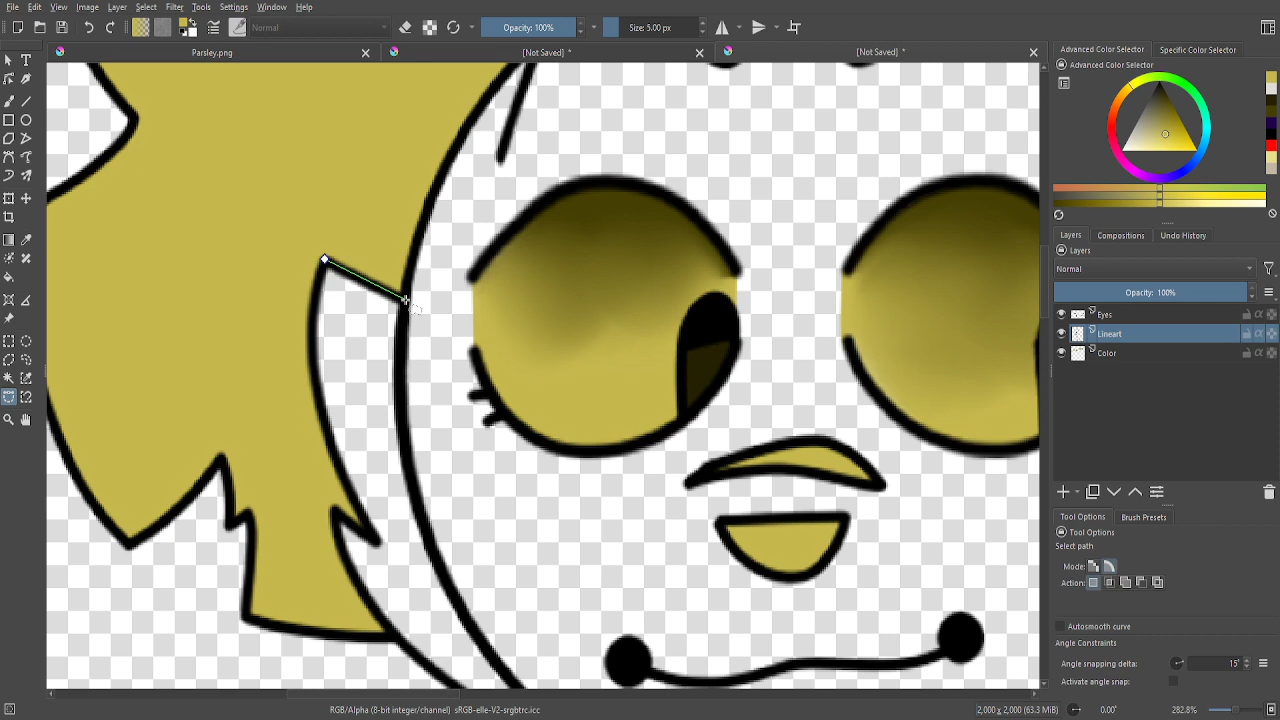 File Edit View Image Layer Select Filter Tools Settings Window Help
Normal Opacity: 100% Size: 5.00 px
Parsley.png [Not Saved] * [Not Saved] *
Advanced Color Selector Specific Color Selector
Advanced Color Selector
Layers Compositions Undo History
Layers
Normal
Opacity: 100%
Eyes
Lineart
Color
Tool Options Brush Presets
Tool Options
Select path
Mode:
Action:
Autosmooth curve
Angle Constraints
Angle snapping delta: 15°
Activate angle snap:
RGB/Alpha (8-bit integer/channel) sRGB-elle-V2-srgbtrc.icc 2,000 x 2,000 (63.3 MiB) 0.00° 282.8%